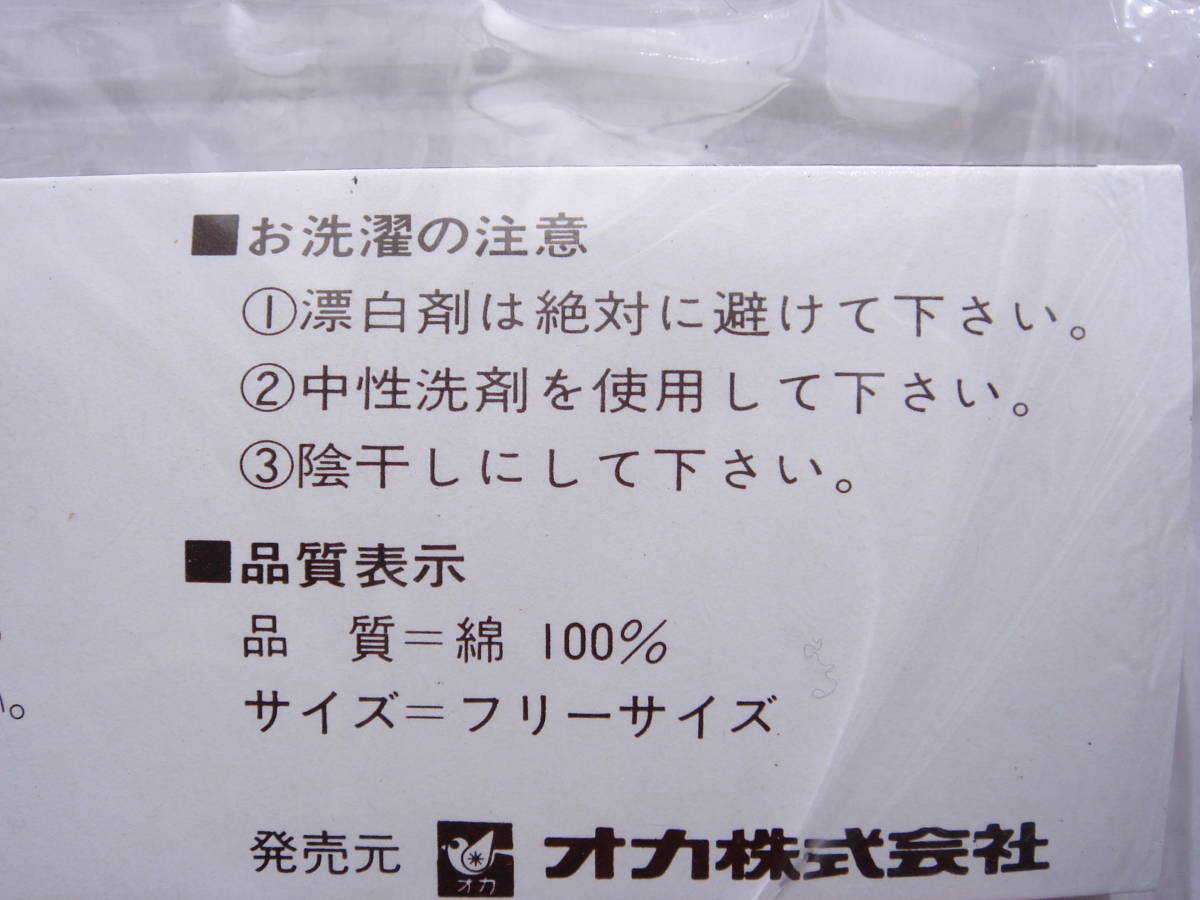 ■お洗濯の注意
①漂白剤は絶対に避けて下さい。
②中性洗剤を使用して下さい。
③陰干しにして下さい。
■品質表示
品　質＝綿 100%
サイズ＝フリーサイズ
発売元 オカ オカ株式会社